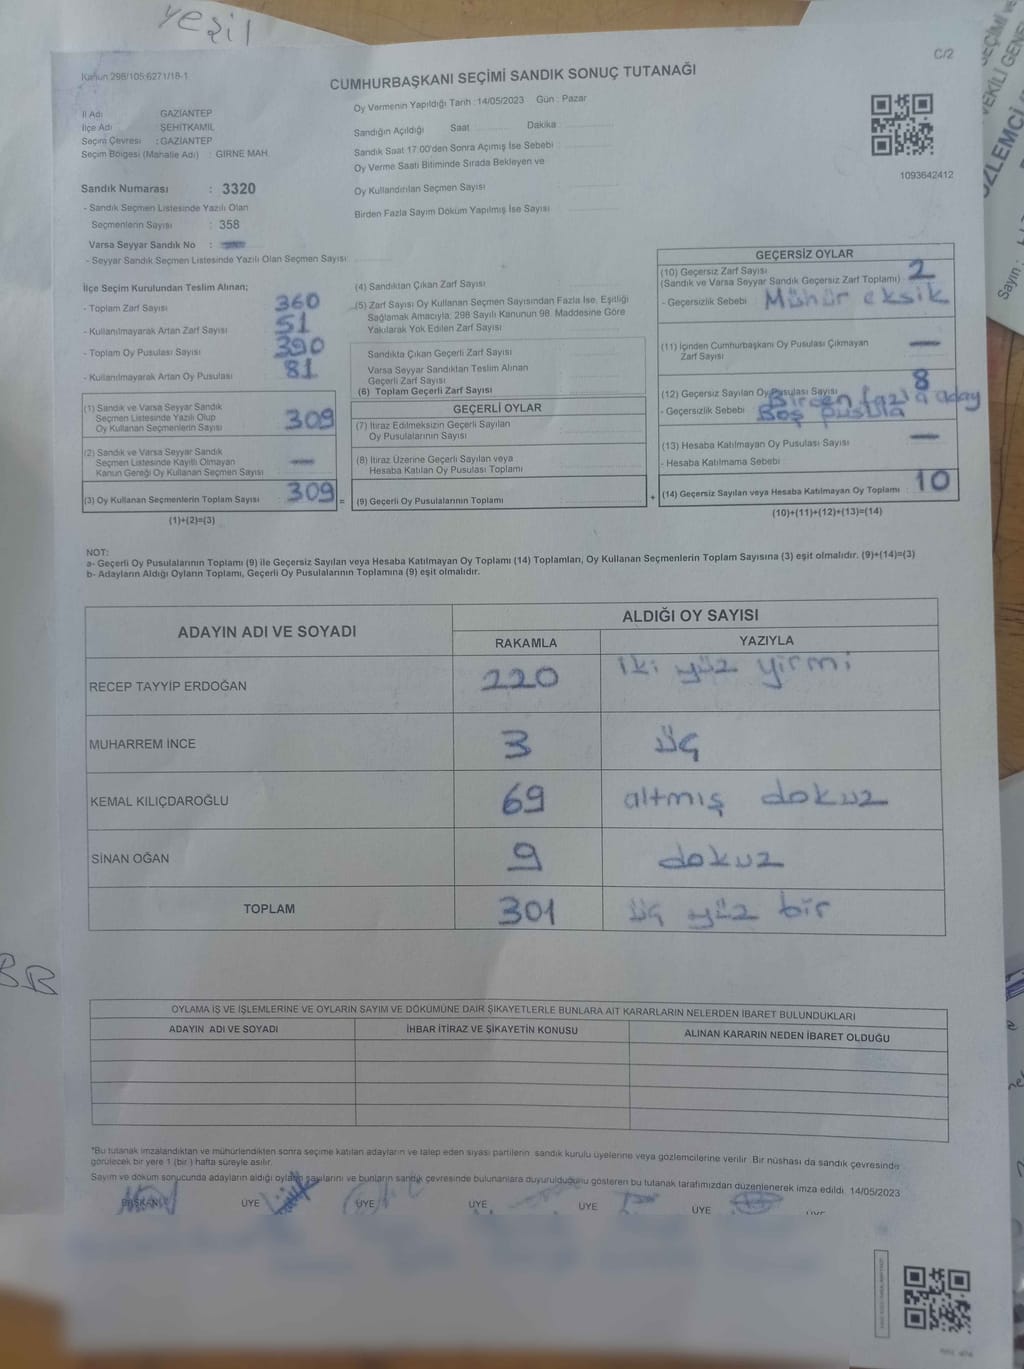 yeşil
C/2
Kanun 298/105 6271/18-1
CUMHURBAŞKANI SEÇİMİ SANDIK SONUÇ TUTANAĞI
İl Adı GAZİANTEP
İlçe Adı ŞEHİTKAMİL
Seçim Çevresi : GAZİANTEP
Seçim Bölgesi (Mahalle Adı) : GİRNE MAH.
Oy Vermenin Yapıldığı Tarih : 14/05/2023 Gün : Pazar
Sandığın Açıldığı Saat Dakika
Sandık Saat 17:00'den Sonra Açımış İse Sebebi
Oy Verme Saati Bitiminde Sırada Bekleyen ve
Oy Kullandırılan Seçmen Sayısı
Birden Fazla Sayım Döküm Yapılmış İse Sayısı
1093642412
Sandık Numarası : 3320
- Sandık Seçmen Listesinde Yazılı Olan
Seçmenlerin Sayısı : 358
Varsa Seyyar Sandık No :
- Seyyar Sandık Seçmen Listesinde Yazılı Olan Seçmen Sayısı
İlçe Seçim Kurulundan Teslim Alınan;
- Toplam Zarf Sayısı 360
- Kullanılmayarak Artan Zarf Sayısı 51
- Toplam Oy Pusulası Sayısı 390
- Kullanılmayarak Artan Oy Pusulası 81
(1) Sandık ve Varsa Seyyar Sandık
Seçmen Listesinde Yazılı Olup
Oy Kullanan Seçmenlerin Sayısı 309
(2) Sandık ve Varsa Seyyar Sandık
Seçmen Listesinde Kayıtlı Olmayan
Kanun Gereği Oy Kullanan Seçmen Sayısı —
(3) Oy Kullanan Seçmenlerin Toplam Sayısı 309 =
(1)+(2)=(3)
(4) Sandıktan Çıkan Zarf Sayısı
(5) Zarf Sayısı Oy Kullanan Seçmen Sayısından Fazla İse, Eşitliği
Sağlamak Amacıyla, 298 Sayılı Kanunun 98. Maddesine Göre
Yakılarak Yok Edilen Zarf Sayısı
Sandıkta Çıkan Geçerli Zarf Sayısı
Varsa Seyyar Sandıktan Teslim Alınan
Geçerli Zarf Sayısı
(6) Toplam Geçerli Zarf Sayısı
GEÇERLİ OYLAR
(7) İtiraz Edilmeksizin Geçerli Sayılan
Oy Pusulalarının Sayısı
(8) İtiraz Üzerine Geçerli Sayılan veya
Hesaba Katılan Oy Pusulası Toplamı
(9) Geçerli Oy Pusulalarının Toplamı +
GEÇERSİZ OYLAR
(10) Geçersiz Zarf Sayısı
(Sandık ve Varsa Seyyar Sandık Geçersiz Zarf Toplamı) 2
- Geçersizlik Sebebi Mühür eksik
(11) İçinden Cumhurbaşkanı Oy Pusulası Çıkmayan
Zarf Sayısı —
(12) Geçersiz Sayılan Oy Pusulası Sayısı 8
Birden fazla aday
- Geçersizlik Sebebi Boş pusula
(13) Hesaba Katılmayan Oy Pusulası Sayısı —
- Hesaba Katılmama Sebebi
(14) Geçersiz Sayılan veya Hesaba Katılmayan Oy Toplamı : 10
(10)+(11)+(12)+(13)=(14)
NOT:
a- Geçerli Oy Pusulalarının Toplamı (9) ile Geçersiz Sayılan veya Hesaba Katılmayan Oy Toplamı (14) Toplamları, Oy Kullanan Seçmenlerin Toplam Sayısına (3) eşit olmalıdır. (9)+(14)=(3)
b- Adayların Aldığı Oyların Toplamı, Geçerli Oy Pusulalarının Toplamına (9) eşit olmalıdır.
ADAYIN ADI VE SOYADI ALDIĞI OY SAYISI
RAKAMLA YAZIYLA
RECEP TAYYİP ERDOĞAN 220 iki yüz yirmi
MUHARREM İNCE 3 üç
KEMAL KILIÇDAROĞLU 69 altmış dokuz
SİNAN OĞAN 9 dokuz
TOPLAM 301 üç yüz bir
BB
OYLAMA İŞ VE İŞLEMLERİNE VE OYLARIN SAYIM VE DÖKÜMÜNE DAİR ŞİKAYETLERLE BUNLARA AİT KARARLARIN NELERDEN İBARET BULUNDUKLARI
ADAYIN ADI VE SOYADI İHBAR İTİRAZ VE ŞİKAYETİN KONUSU ALINAN KARARIN NEDEN İBARET OLDUĞU
*Bu tutanak imzalandıktan ve mühürlendikten sonra seçime katılan adayların ve talep eden siyasi partilerin sandık kurulu üyelerine veya gözlemcilerine verilir. Bir nüshası da sandık çevresinde
görülecek bir yere 1 (bir) hafta süreyle asılır.
Sayım ve döküm sonucunda adayların aldığı oyların sayılarını ve bunların sandık çevresinde bulunanlara duyurulduğunu gösteren bu tutanak tarafımızdan düzenlenerek imza edildi. 14/05/2023
BAŞKAN ÜYE ÜYE ÜYE ÜYE ÜYE ÜYE